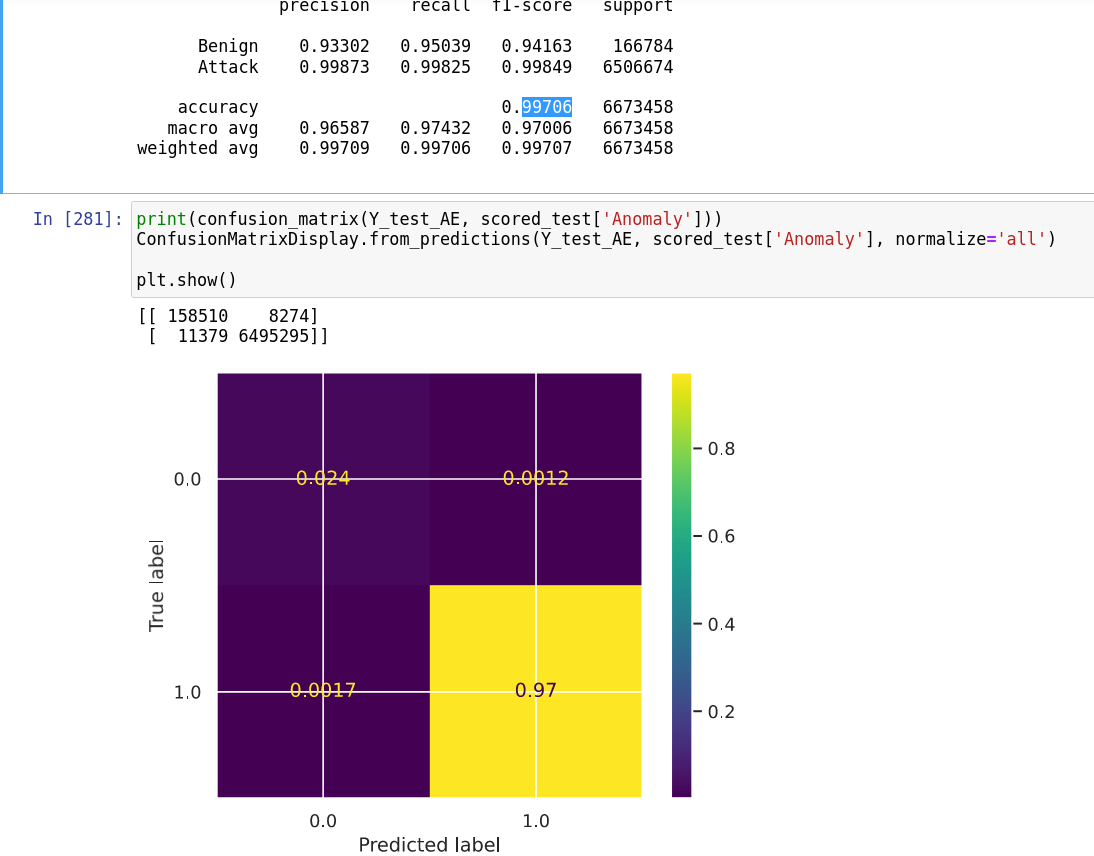 precision recall f1-score support
Benign 0.93302 0.95039 0.94163 166784
Attack 0.99873 0.99825 0.99849 6506674
accuracy 0.99706 6673458
macro avg 0.96587 0.97432 0.97006 6673458
weighted avg 0.99709 0.99706 0.99707 6673458
In [281]: print(confusion_matrix(Y_test_AE, scored_test['Anomaly']))
ConfusionMatrixDisplay.from_predictions(Y_test_AE, scored_test['Anomaly'], normalize='all')
plt.show()
[[ 158510 8274]
[ 11379 6495295]]
0.8
0.024 0.0012
0.0
0.6
True label
0.4
0.0017 0.97
1.0
0.2
0.0 1.0
Predicted label